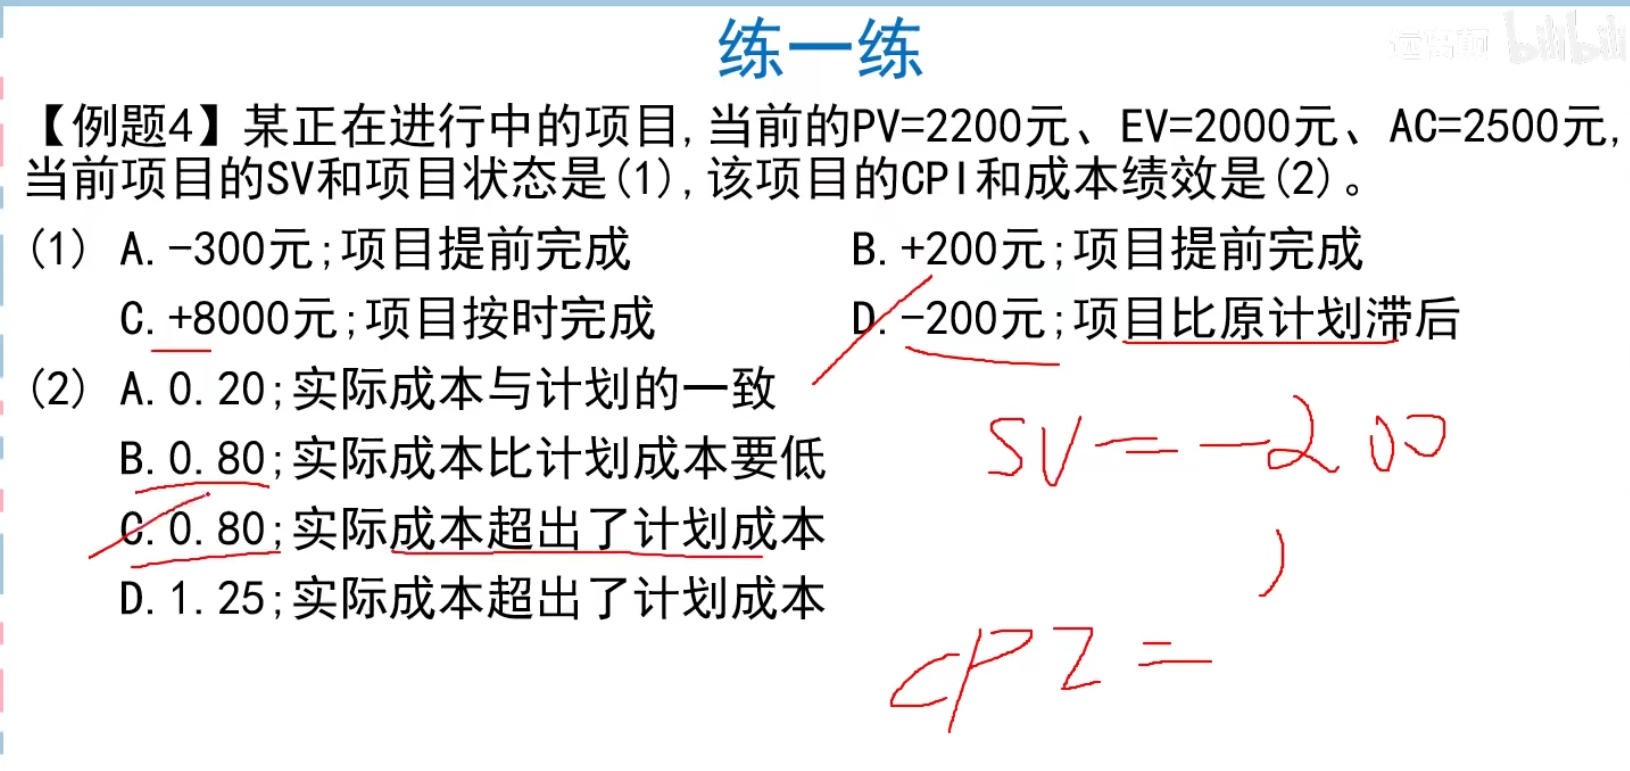 练一练
bilibili
【例题4】某正在进行中的项目,当前的PV=2200元、EV=2000元、AC=2500元,
当前项目的SV和项目状态是(1),该项目的CPI和成本绩效是(2)。
(1) A.-300元;项目提前完成 B.+200元;项目提前完成
C.+8000元;项目按时完成 D.-200元;项目比原计划滞后
(2) A.0.20;实际成本与计划的一致
B.0.80;实际成本比计划成本要低
SV=-200
C.0.80;实际成本超出了计划成本
D.1.25;实际成本超出了计划成本
CPI=